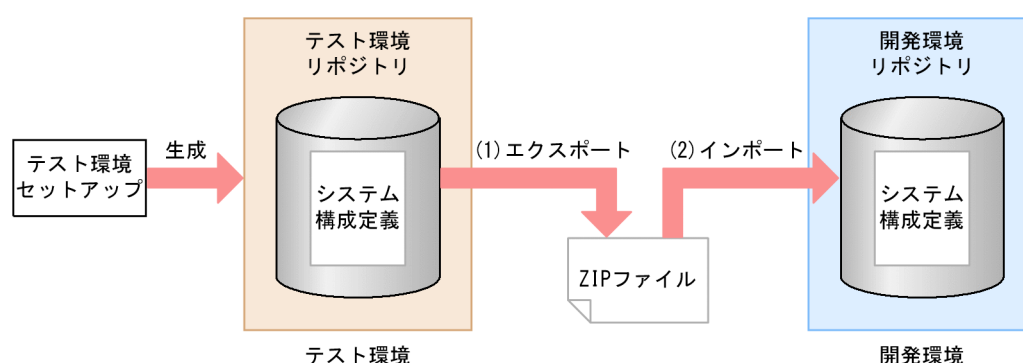 テスト環境
リポジトリ
開発環境
リポジトリ
テスト環境
セットアップ
生成
(1)エクスポート
(2)インポート
システム
構成定義
システム
構成定義
ZIPファイル
テスト環境
開発環境